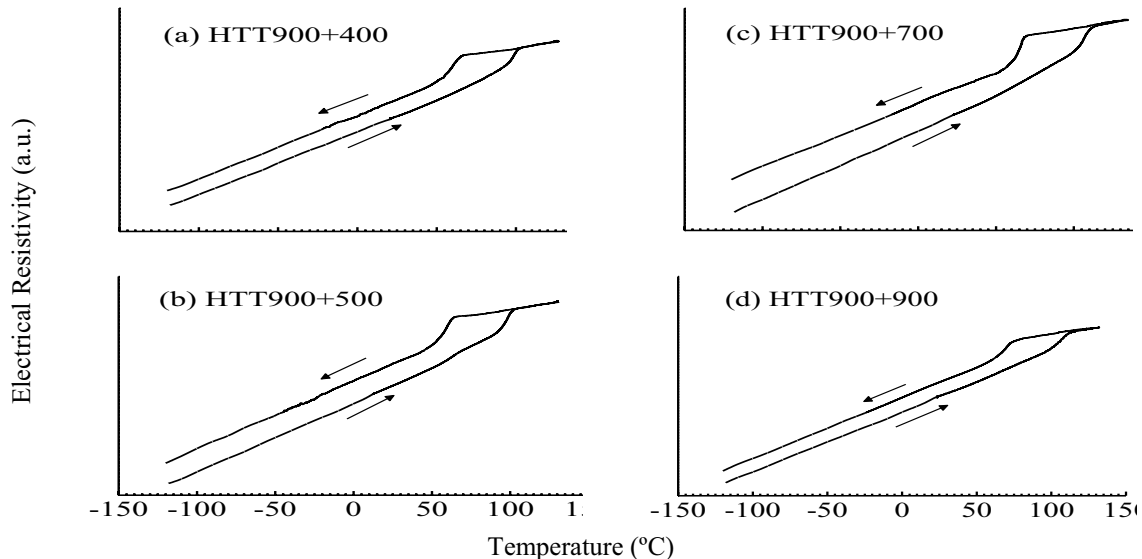 (a) HTT900+400
(c) HTT900+700
Electrical Resistivity (a.u.)
(b) HTT900+500
(d) HTT900+900
-150 -100 -50 0 50 100
-150 -100 -50 0 50 100
Temperature (ºC)